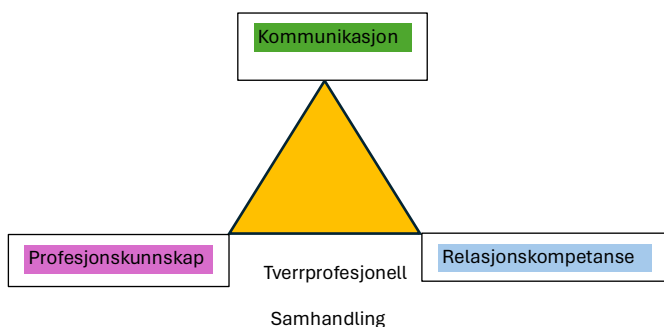 Kommunikasjon
Profesjonskunnskap
Relasjonskompetanse
Tverrprofesjonell
Samhandling